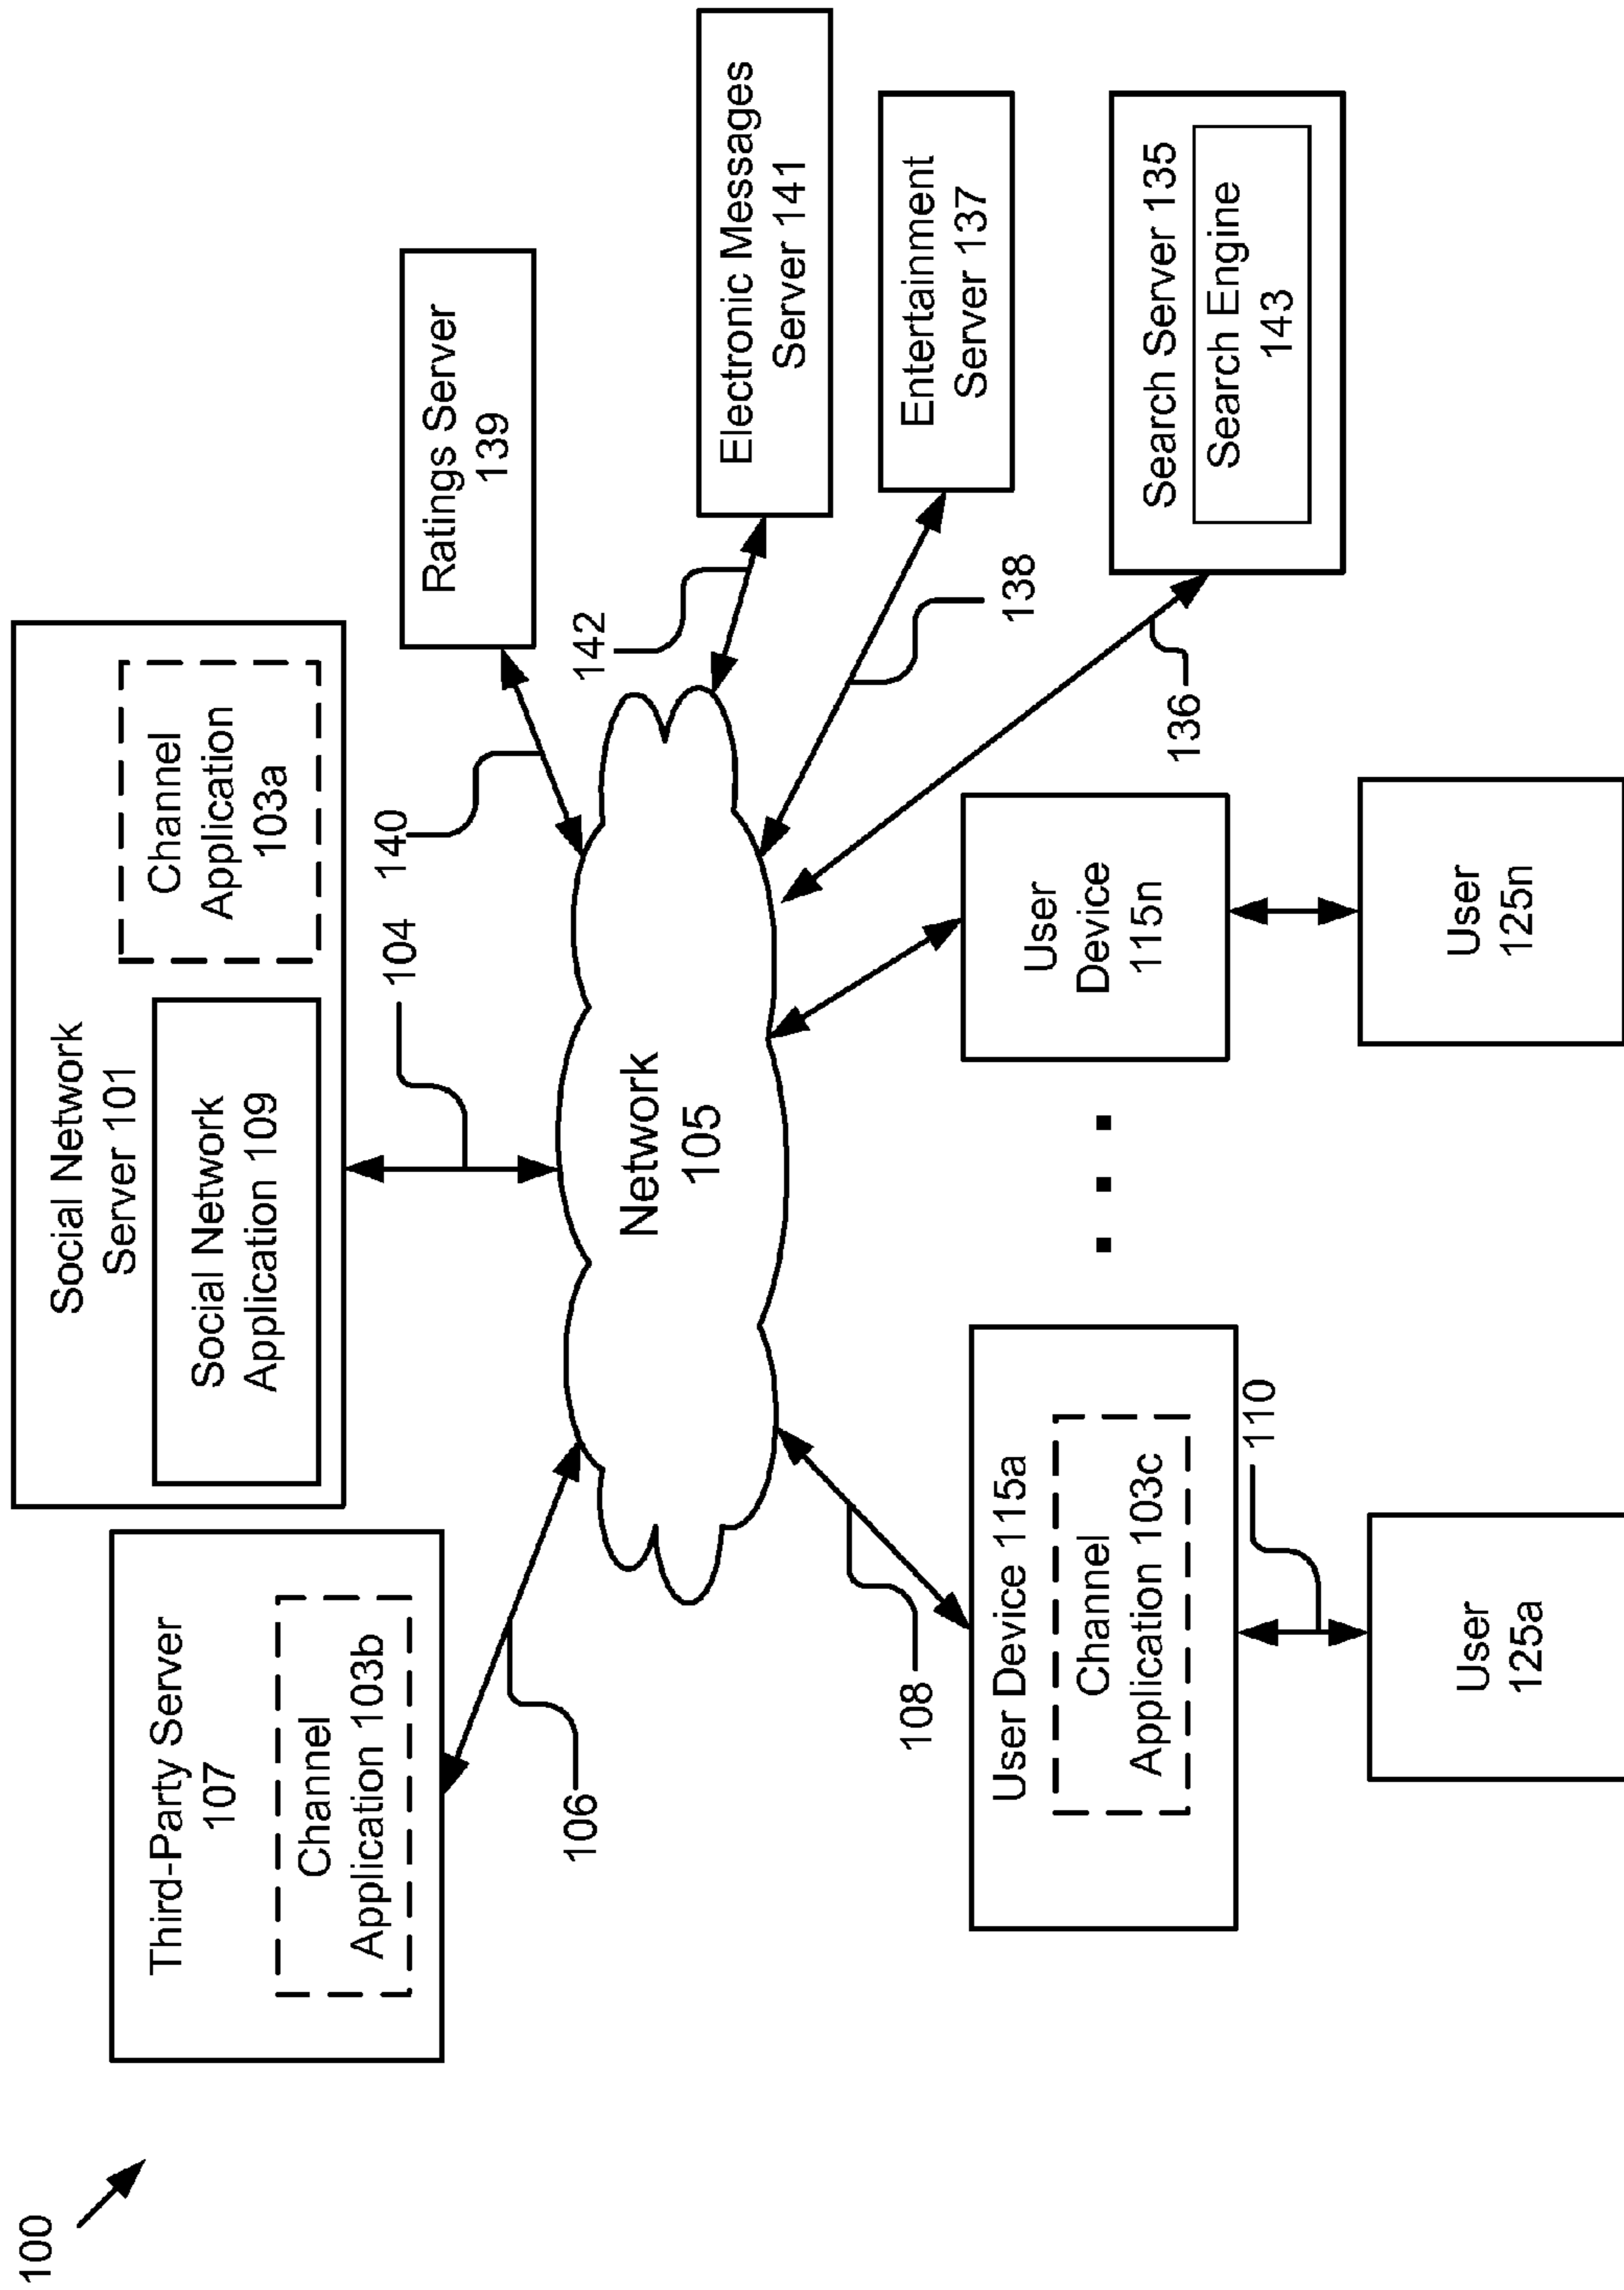 100
Social Network
Server 101
Social Network
Application 109
Channel
Application
103a
Third-Party Server
107
Channel
Application 103b
Ratings Server
139
104
140
106
142
Electronic Messages
Server 141
Network
105
Entertainment
Server 137
138
108
136
Search Server 135
Search Engine
143
User Device 115a
Channel
Application 103c
User
Device
115n
110
User
125a
User
125n